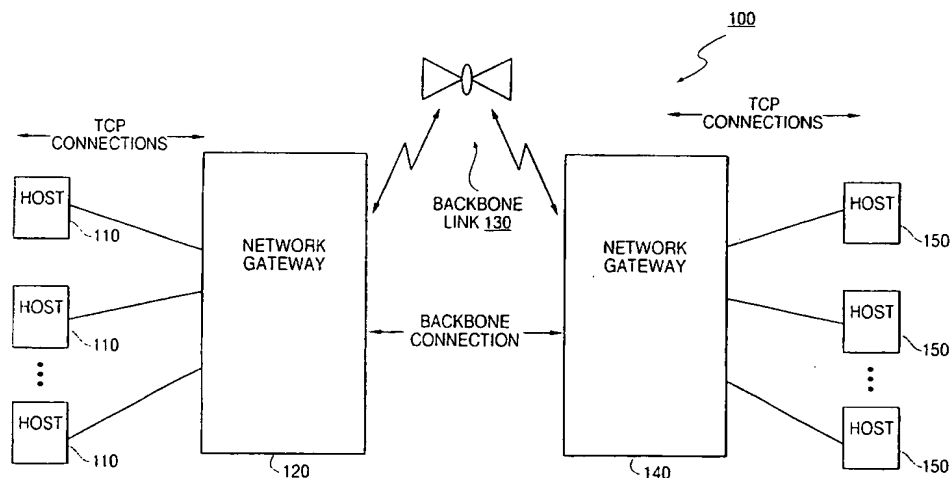 100
TCP
CONNECTIONS
TCP
CONNECTIONS
HOST
110
HOST
110
HOST
110
NETWORK
GATEWAY
120
BACKBONE
LINK 130
BACKBONE
CONNECTION
NETWORK
GATEWAY
140
HOST
150
HOST
150
HOST
150